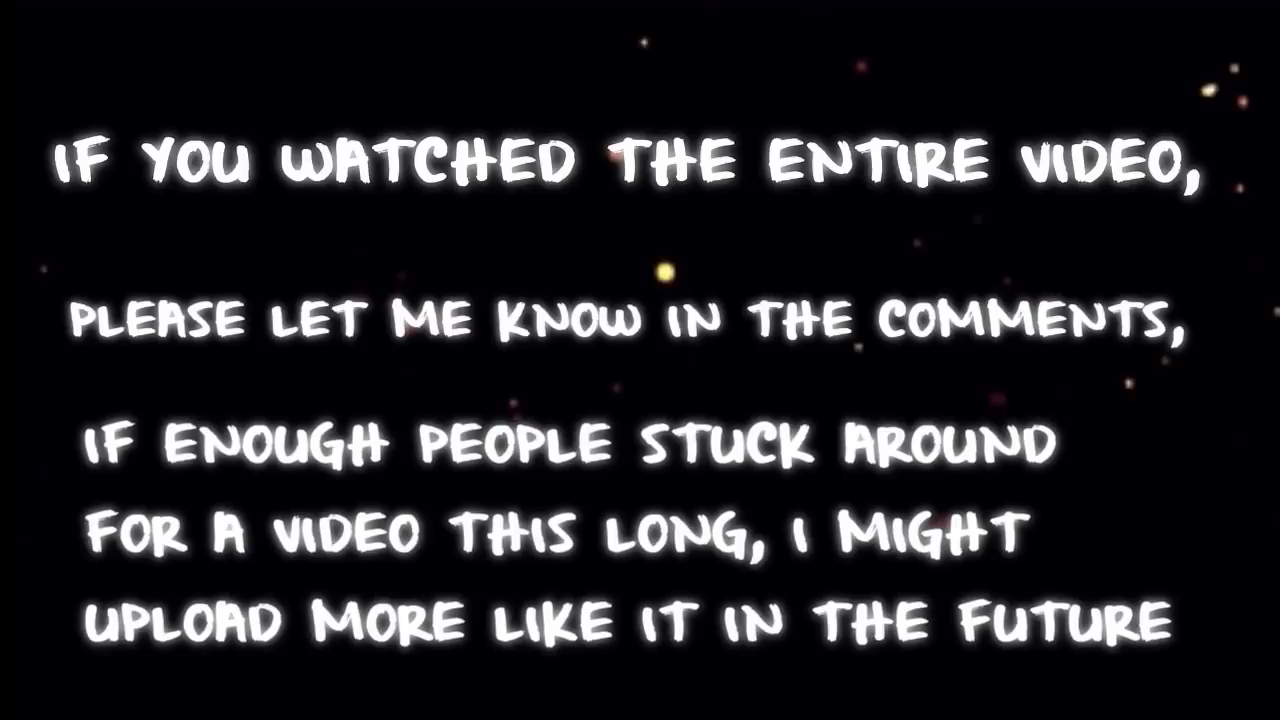 IF YOU WATCHED THE ENTIRE VIDEO,
PLEASE LET ME KNOW IN THE COMMENTS,
IF ENOUGH PEOPLE STUCK AROUND
FOR A VIDEO THIS LONG, I MIGHT
UPLOAD MORE LIKE IT IN THE FUTURE